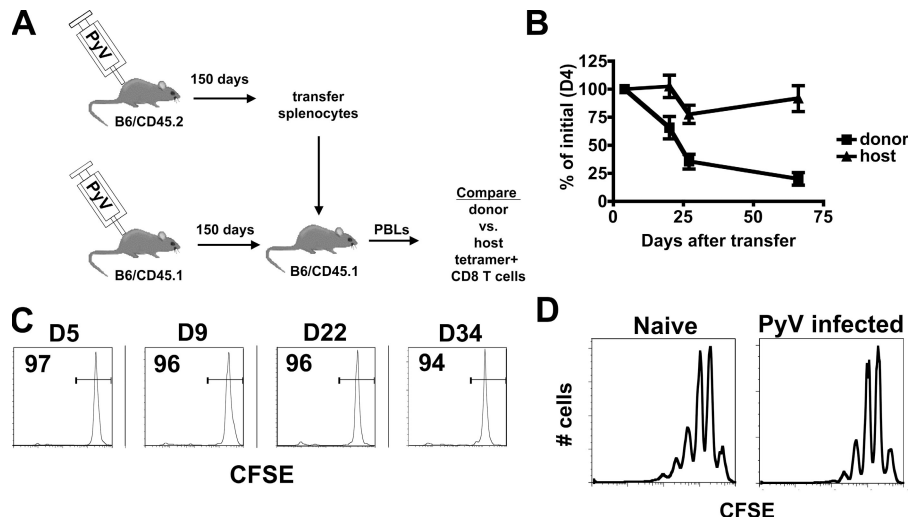 A
PyV
150 days
B6/CD45.2
transfer
splenocytes
PyV
150 days
B6/CD45.1
B6/CD45.1
PBLs
Compare
donor
vs.
host
tetramer+
CD8 T cells
B
% of initial (D4)
125
100
75
50
25
0
0
25
50
75
Days after transfer
donor
host
C
D5
D9
D22
D34
97
96
96
94
CFSE
D
Naive
PyV infected
# cells
CFSE